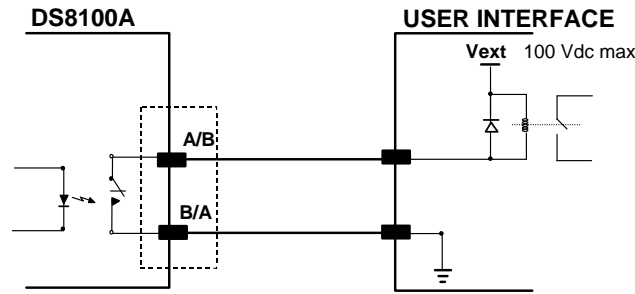 DS8100A
USER INTERFACE
Vext 100 Vdc max
A/B
B/A